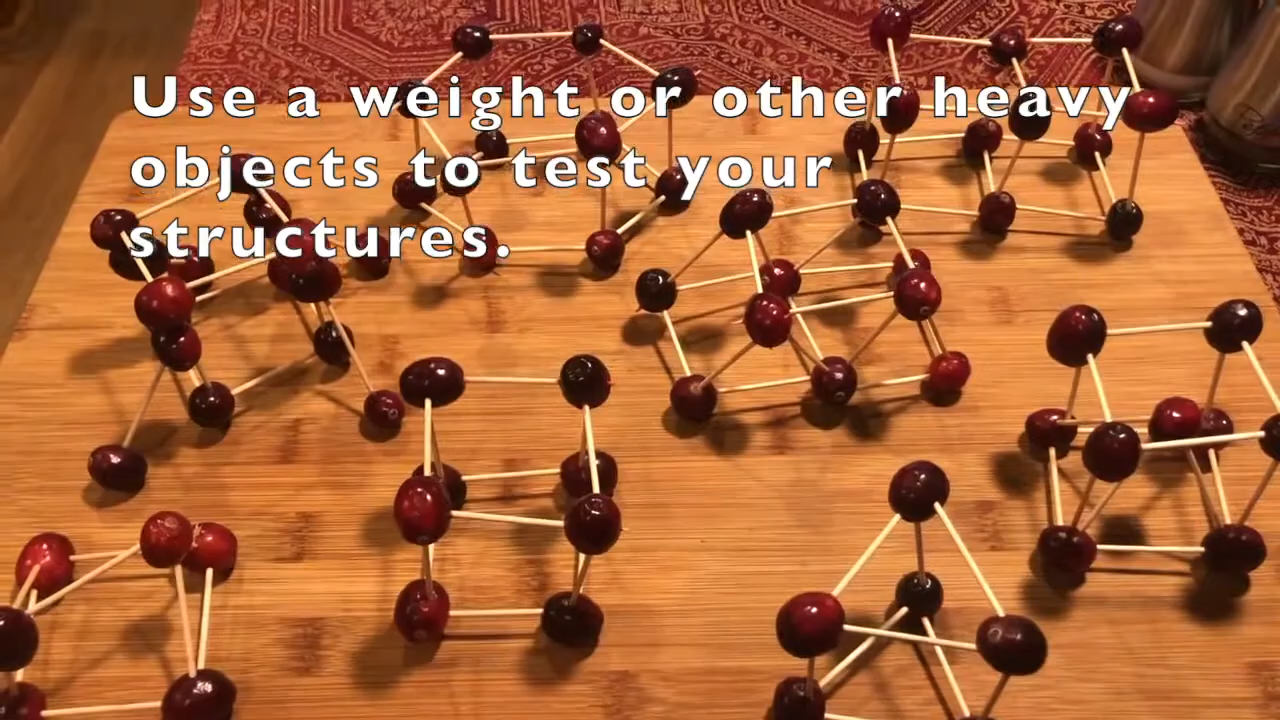 Use a weight or other heavy
objects to test your
structures.